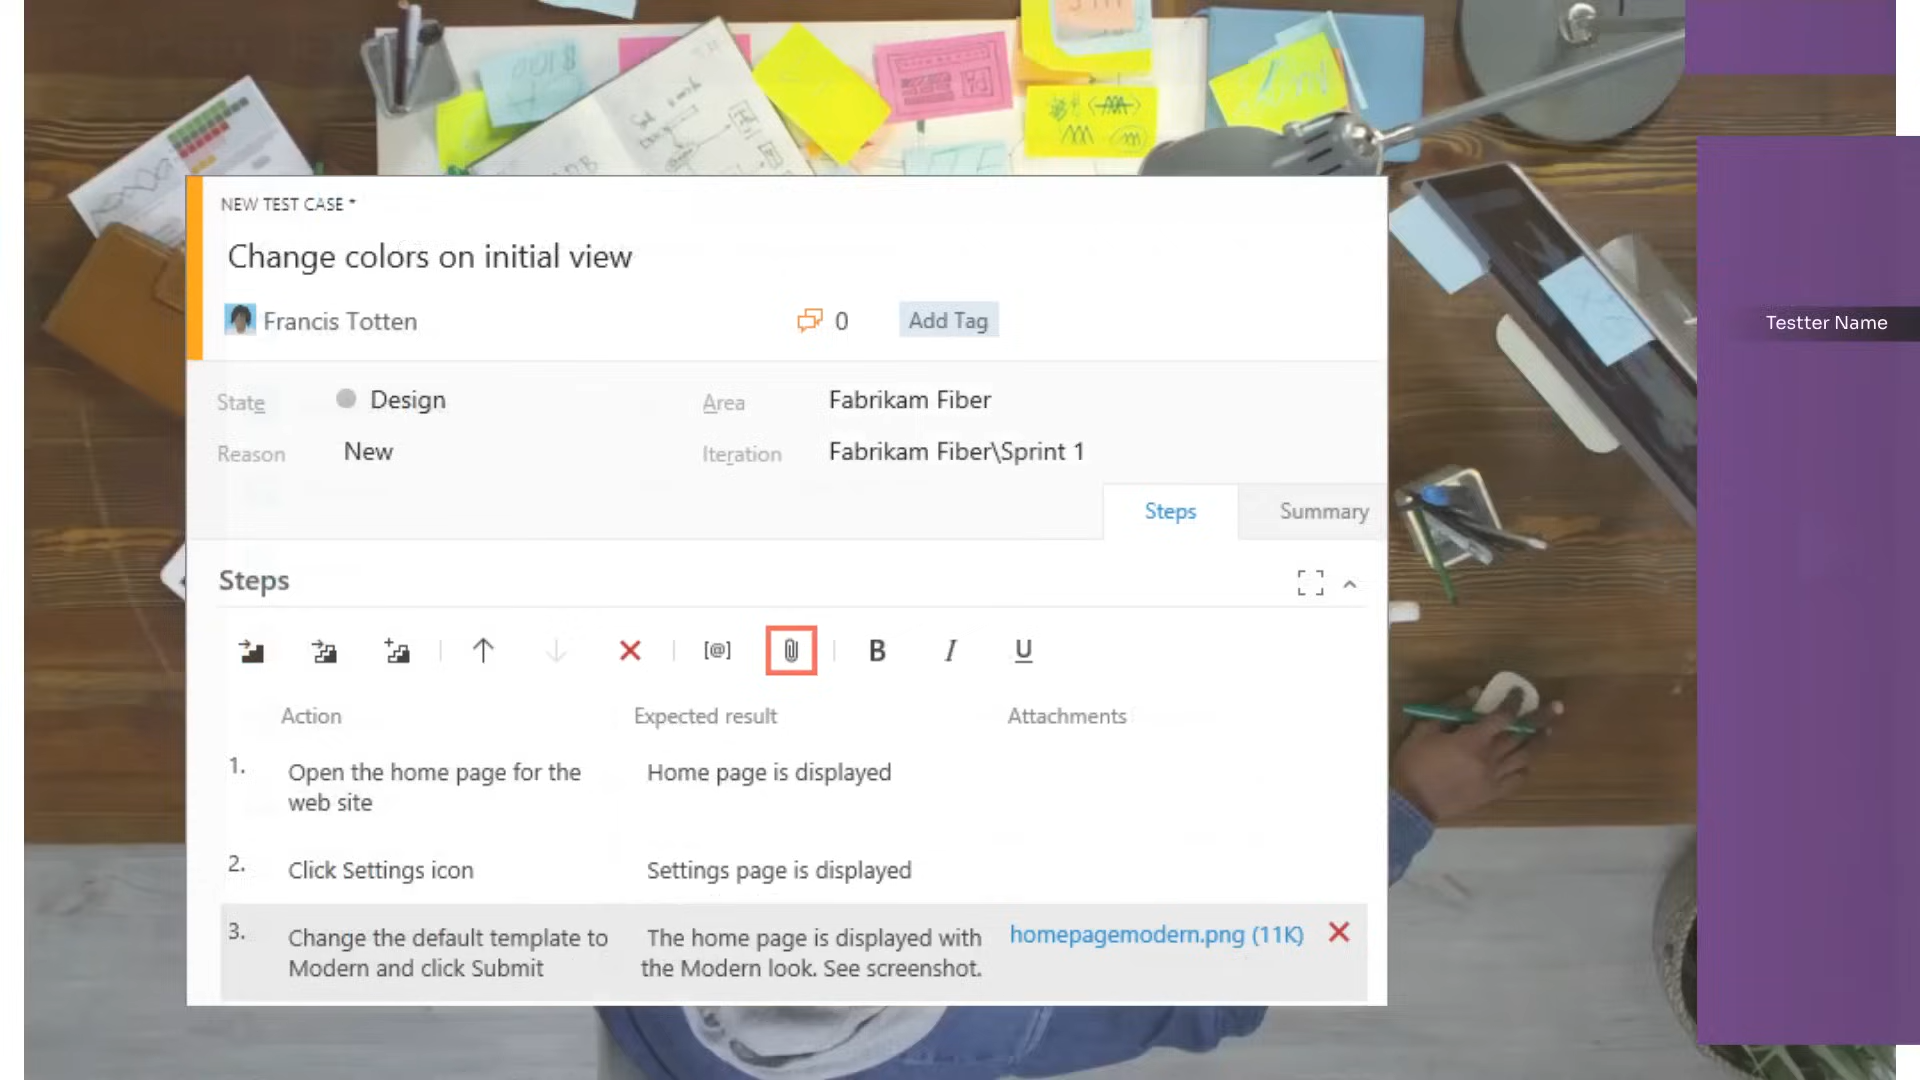 NEW TEST CASE *
Change colors on initial view
Francis Totten
0
Add Tag
State
Design
Area
Fabrikam Fiber
Reason
New
Iteration
Fabrikam Fiber\Sprint 1
Steps
Summary
Steps
[@]
B
I
U
Action
Expected result
Attachments
1.
Open the home page for the
web site
Home page is displayed
2.
Click Settings icon
Settings page is displayed
3.
Change the default template to
Modern and click Submit
The home page is displayed with
the Modern look. See screenshot.
homepagemodern.png (11K)
Testter Name